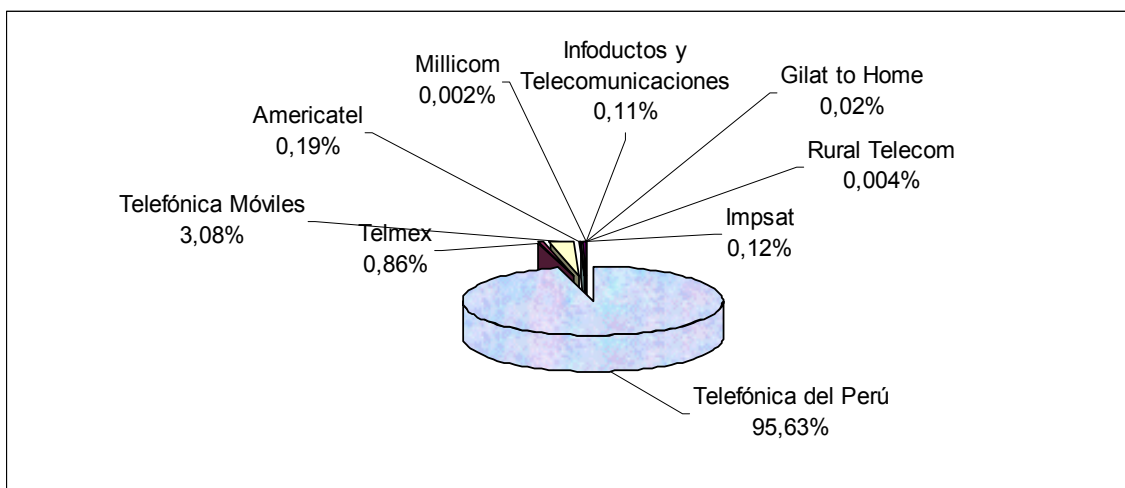 Millicom
0,002%
Infoductos y
Telecomunicaciones
0,11%
Gilat to Home
0,02%
Americatel
0,19%
Rural Telecom
0,004%
Telefónica Móviles
3,08%
Telmex
0,86%
Impsat
0,12%
Telefónica del Perú
95,63%